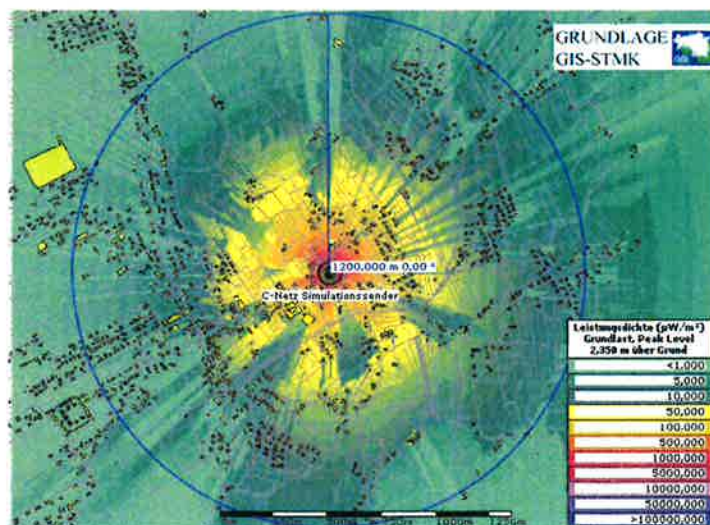 GRUNDLAGE
GIS-STMK
1200,000 m 0,00 °
C-Netz Simulationssender
Leistungsdichte (µW/m²)
Grundlast, Peak Level
2,350 m über Grund
<1,000
5,000
10,000
50,000
100,000
500,000
1000,000
5000,000
10000,000
50000,000
>100000,000
1000m
1250m